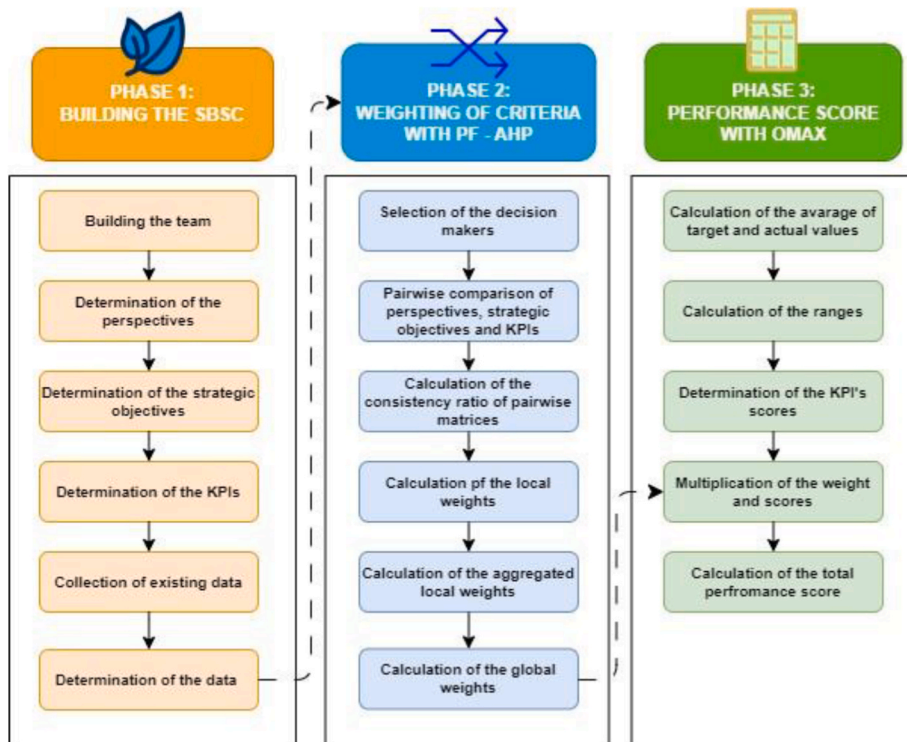 PHASE 1:
BUILDING THE SBSC
Building the team
Determination of the
perspectives
Determination of the strategic
objectives
Determination of the KPIs
Collection of existing data
Determination of the data
PHASE 2:
WEIGHTING OF CRITERIA
WITH PF - AHP
Selection of the decision
makers
Pairwise comparison of
perspectives, strategic
objectives and KPIs
Calculation of the
consistency ratio of pairwise
matrices
Calculation pf the local
weights
Calculation of the aggregated
local weights
Calculation of the global
weights
PHASE 3:
PERFORMANCE SCORE
WITH OMAX
Calculation of the avarage of
target and actual values
Calculation of the ranges
Determination of the KPI's
scores
Multiplication of the weight
and scores
Calculation of the total
perfromance score